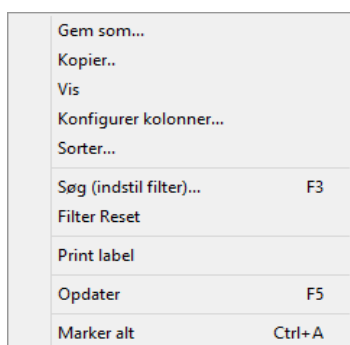 Gem som...
Kopier..
Vis
Konfigurer kolonner...
Sorter...
Søg (indstil filter)... F3
Filter Reset
Print label
Opdater F5
Marker alt Ctrl+A